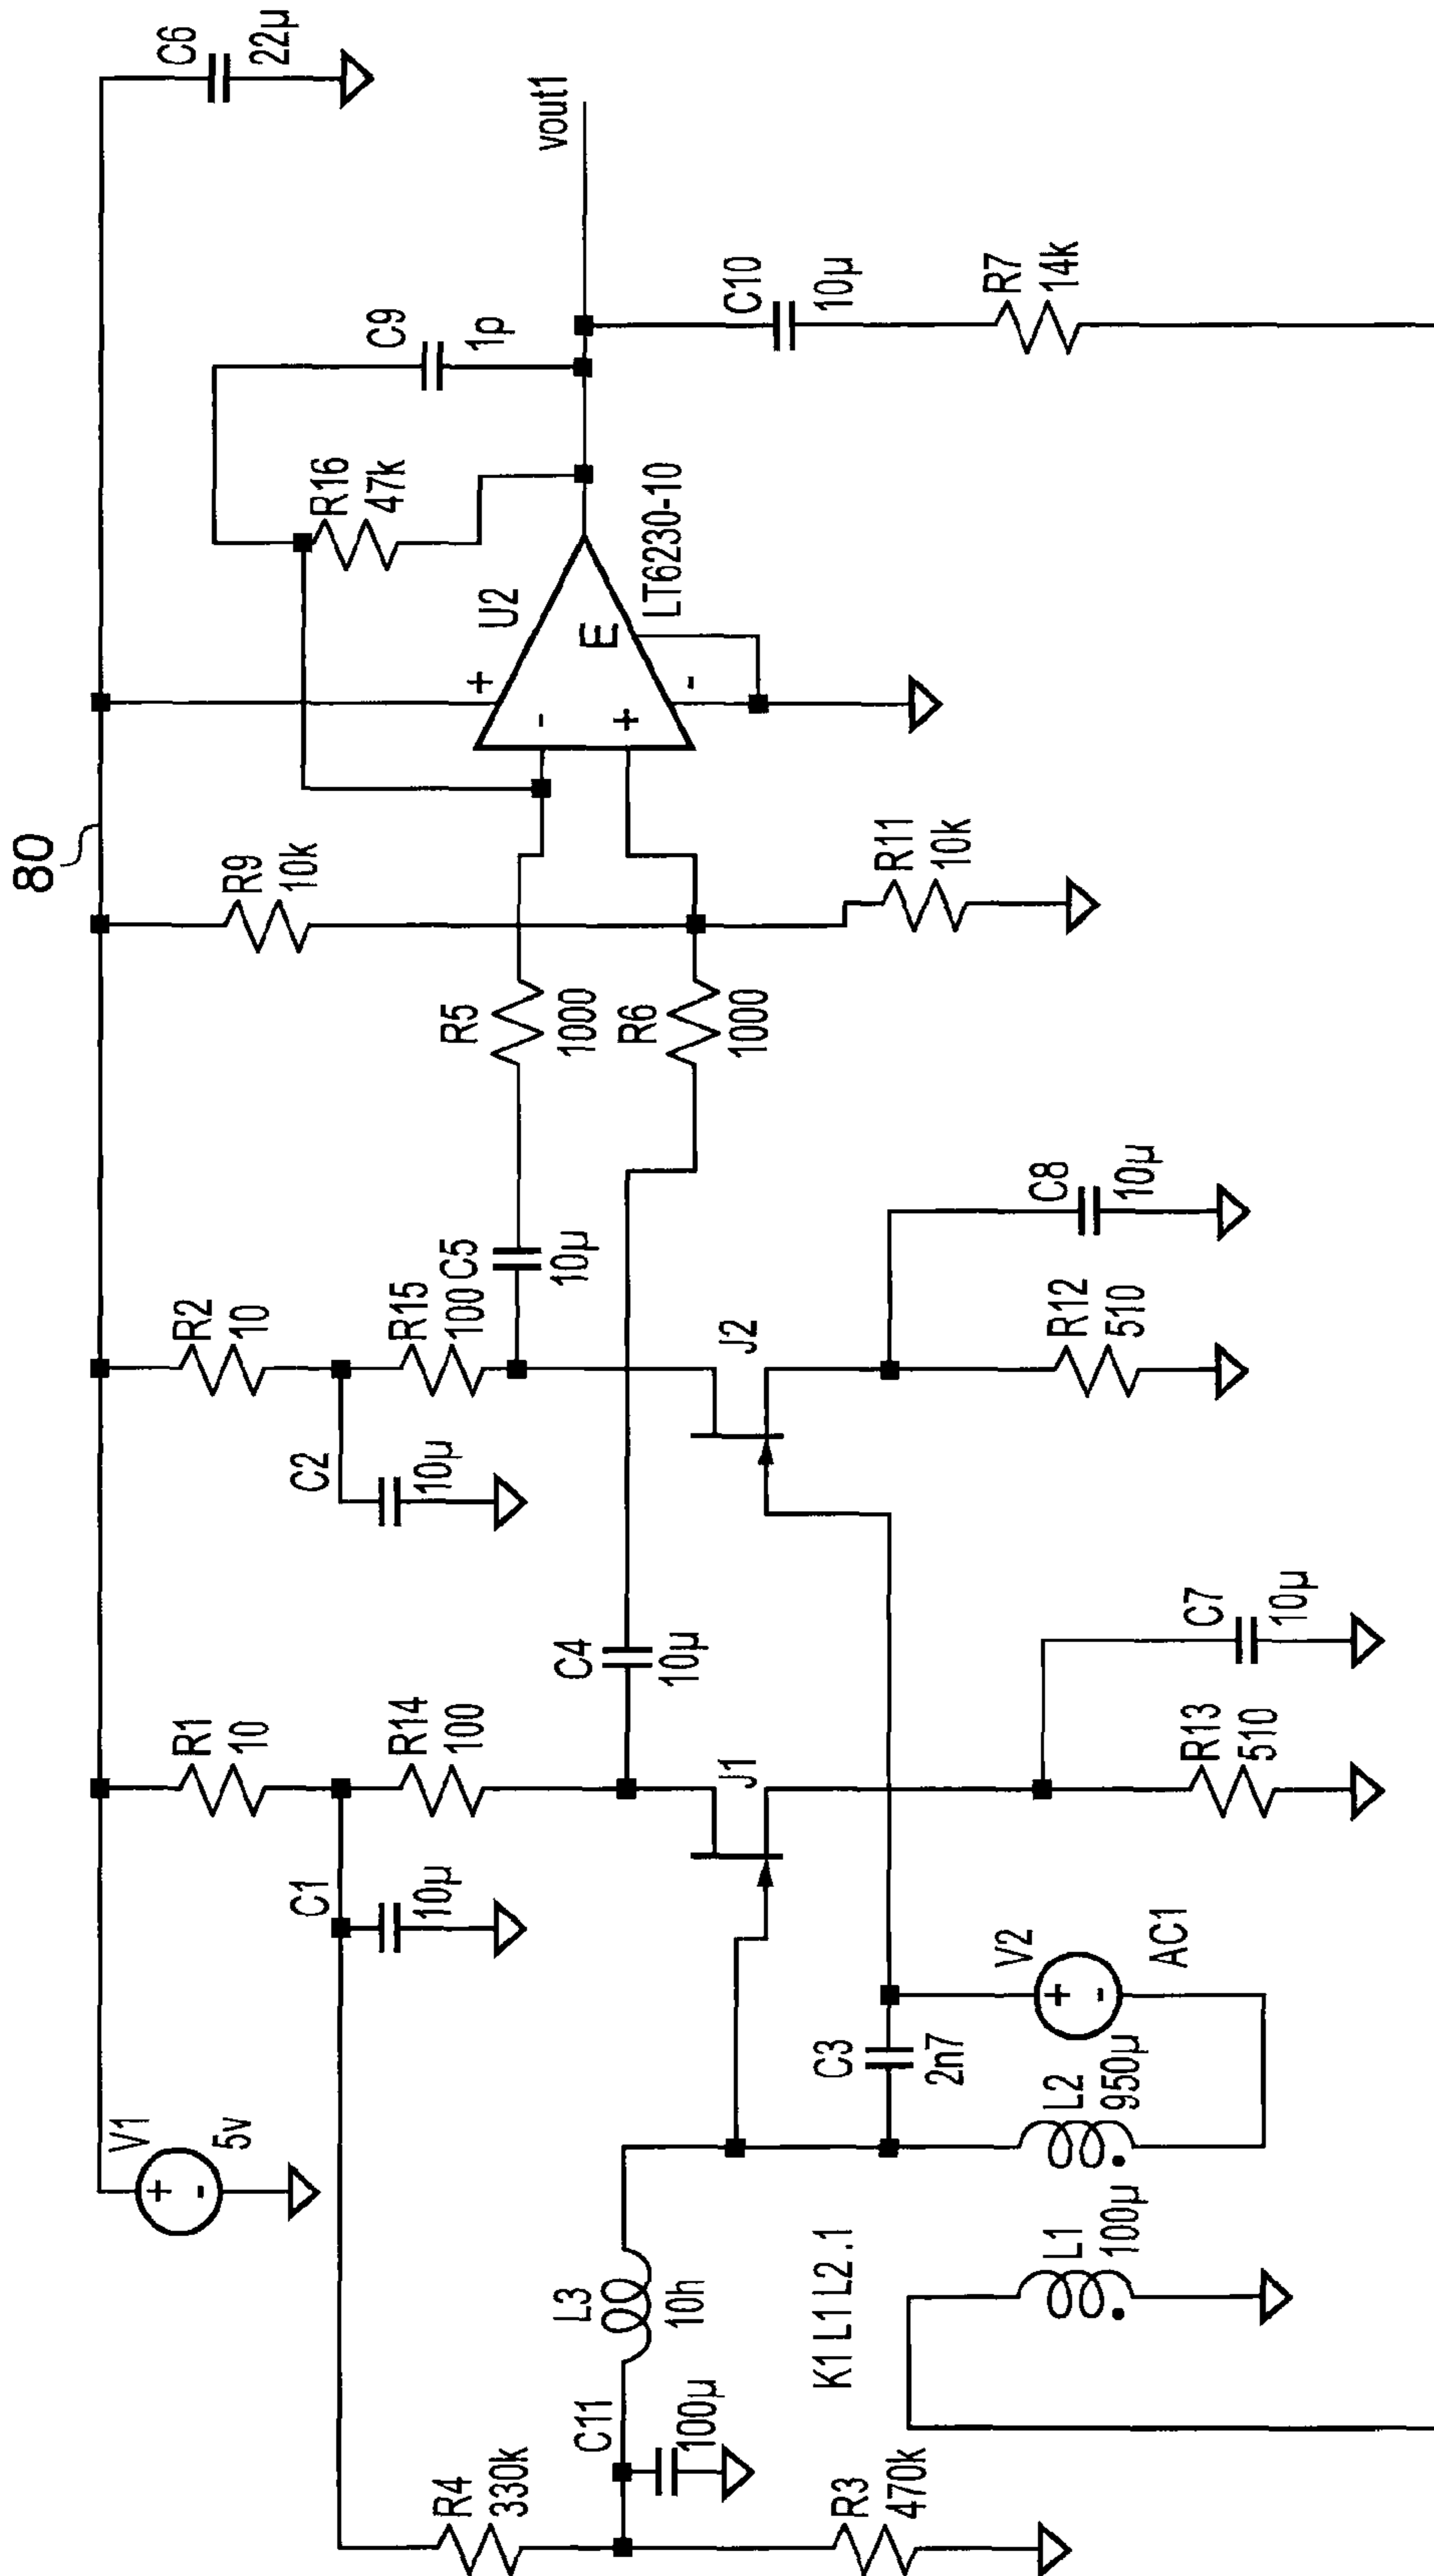 80
V1
5v
R1
10
R2
10
R9
10k
C6
22µ
C1
10µ
R14
100
C2
10µ
R15
100
C5
10µ
R5
1000
R16
47k
C9
1p
U2
+
-
-
+
E
LT6230-10
vout1
R4
330k
C11
100µ
L3
10h
C4
10µ
R6
1000
R11
10k
C10
10µ
R7
14k
J1
J2
R3
470k
K1 L1 L2 .1
C3
2n7
V2
+
-
AC1
L1
100µ
L2
950µ
R13
510
C7
10µ
R12
510
C8
10µ
+
-